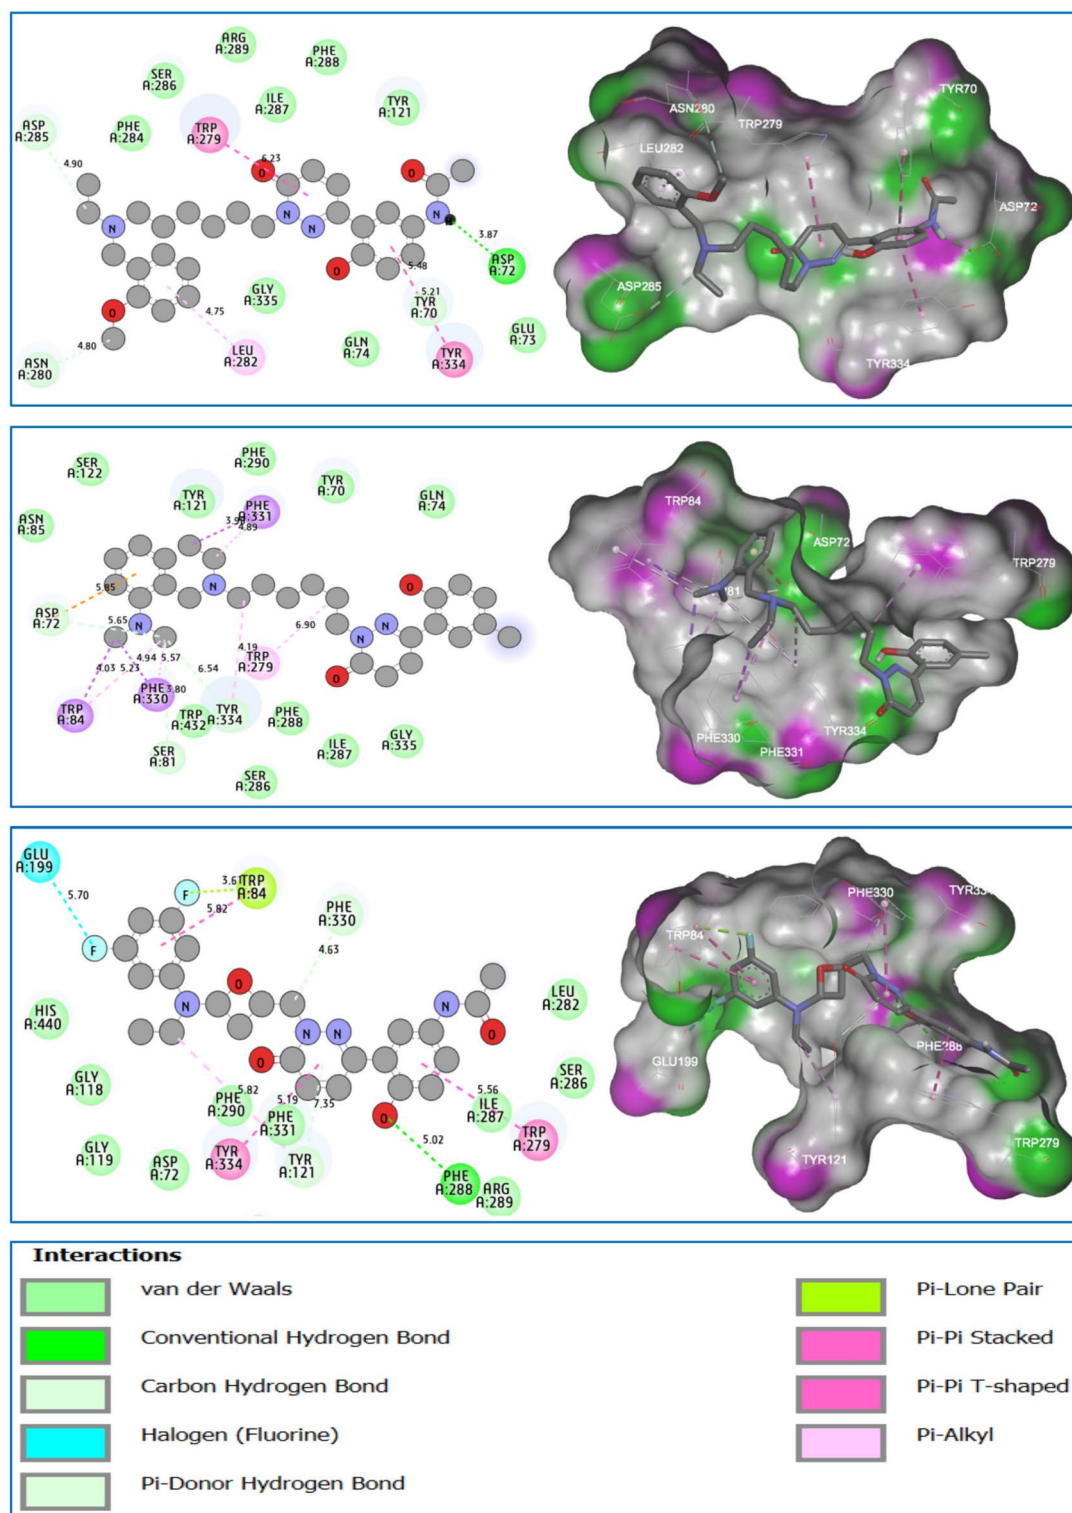 ARG
A:289
PHE
A:288
SER
A:286
ILE
A:287
TYR
A:121
ASP
A:285
PHE
A:284
TRP
A:279
6.23
O
O
4.90
N
N
N
N
H
3.87
ASP
A:72
O
5.48
5.21
GLY
A:335
TYR
A:70
4.75
O
GLU
A:73
GLN
A:74
TYR
A:334
LEU
A:282
4.80
ASN
A:280
TYR70
ASN280
TRP279
LEU282
ASP72
ASP285
TYR334
SER
A:122
PHE
A:290
TYR
A:70
TYR
A:121
GLN
A:74
PHE
A:331
ASN
A:85
4.89
O
5.85
N
ASP
A:72
5.65
N
N
N
6.90
4.94
5.57
4.19
TRP
A:279
4.03
5.23
6.54
O
TRP
A:84
PHE
A:330
3.80
TRP
A:432
TYR
A:334
PHE
A:288
ILE
A:287
GLY
A:335
SER
A:81
SER
A:286
TRP84
ASP72
TRP279
PHE330
PHE331
TYR334
GLU
A:199
5.70
F
3.61
TRP
A:84
5.82
F
PHE
A:330
4.63
O
N
N
N
N
LEU
A:282
HIS
A:440
O
O
GLY
A:118
SER
A:286
PHE
A:290
5.82
5.19
7.35
5.56
ILE
A:287
PHE
A:331
O
GLY
A:119
ASP
A:72
TYR
A:334
TYR
A:121
5.02
TRP
A:279
PHE
A:288
ARG
A:289
PHE330
TRP84
GLU199
PHE288
TYR121
TRP279
Interactions
van der Waals
Conventional Hydrogen Bond
Carbon Hydrogen Bond
Halogen (Fluorine)
Pi-Donor Hydrogen Bond
Pi-Lone Pair
Pi-Pi Stacked
Pi-Pi T-shaped
Pi-Alkyl